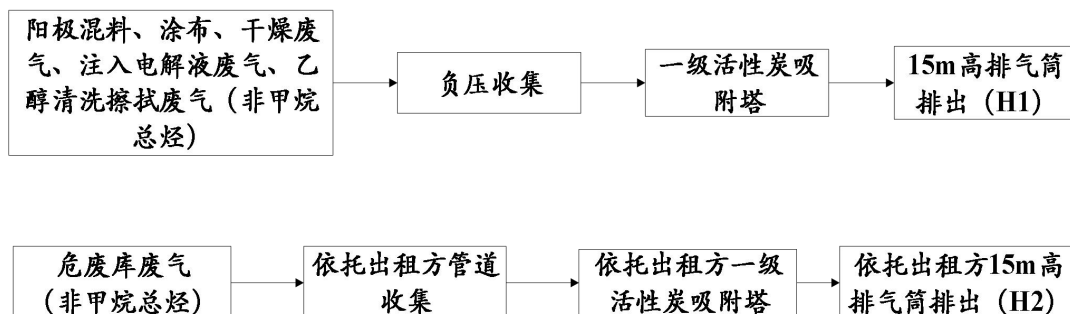 阳极混料、涂布、干燥废
气、注入电解液废气、乙
醇清洗擦拭废气（非甲烷
总烃）
负压收集
一级活性炭吸
附塔
15m高排气筒
排出（H1）
危废库废气
（非甲烷总烃）
依托出租方管道
收集
依托出租方一级
活性炭吸附塔
依托出租方15m高
排气筒排出（H2）